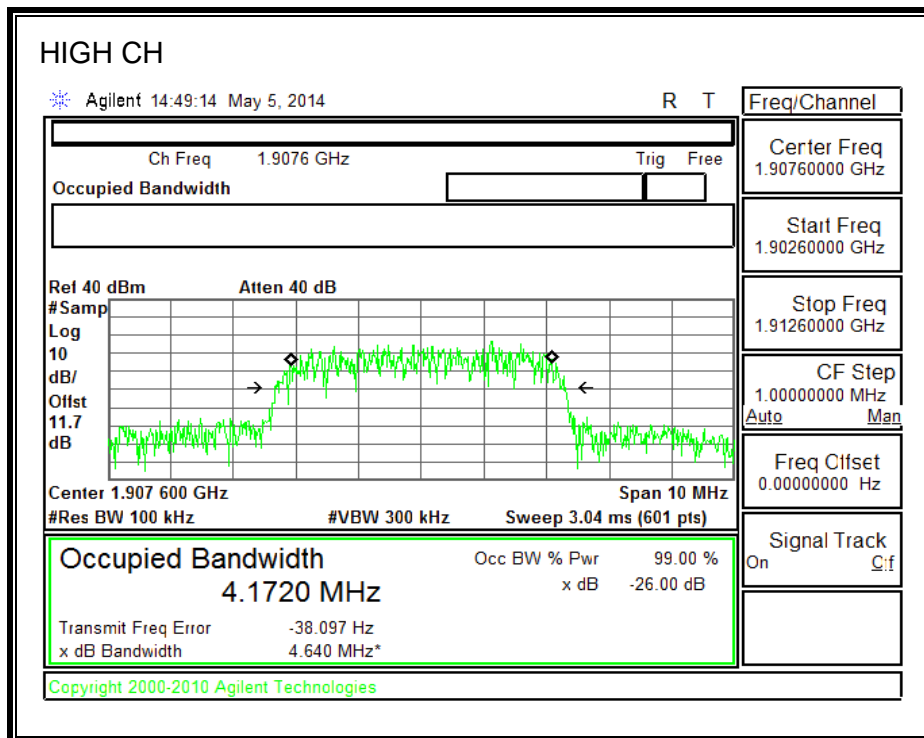 HIGH CH
Agilent 14:49:14 May 5, 2014 R T
Freq/Channel
Ch Freq 1.9076 GHz Trig Free
Occupied Bandwidth
Center Freq
1.90760000 GHz
Start Freq
1.90260000 GHz
Stop Freq
1.91260000 GHz
CF Step
1.00000000 MHz
Auto Man
Freq Offset
0.00000000 Hz
Signal Track
On Off
Ref 40 dBm Atten 40 dB
#Samp
Log
10
dB/
Offst
11.7
dB
Center 1.907 600 GHz Span 10 MHz
#Res BW 100 kHz #VBW 300 kHz Sweep 3.04 ms (601 pts)
Occupied Bandwidth Occ BW % Pwr 99.00 %
4.1720 MHz x dB -26.00 dB
Transmit Freq Error -38.097 Hz
x dB Bandwidth 4.640 MHz*
Copyright 2000-2010 Agilent Technologies